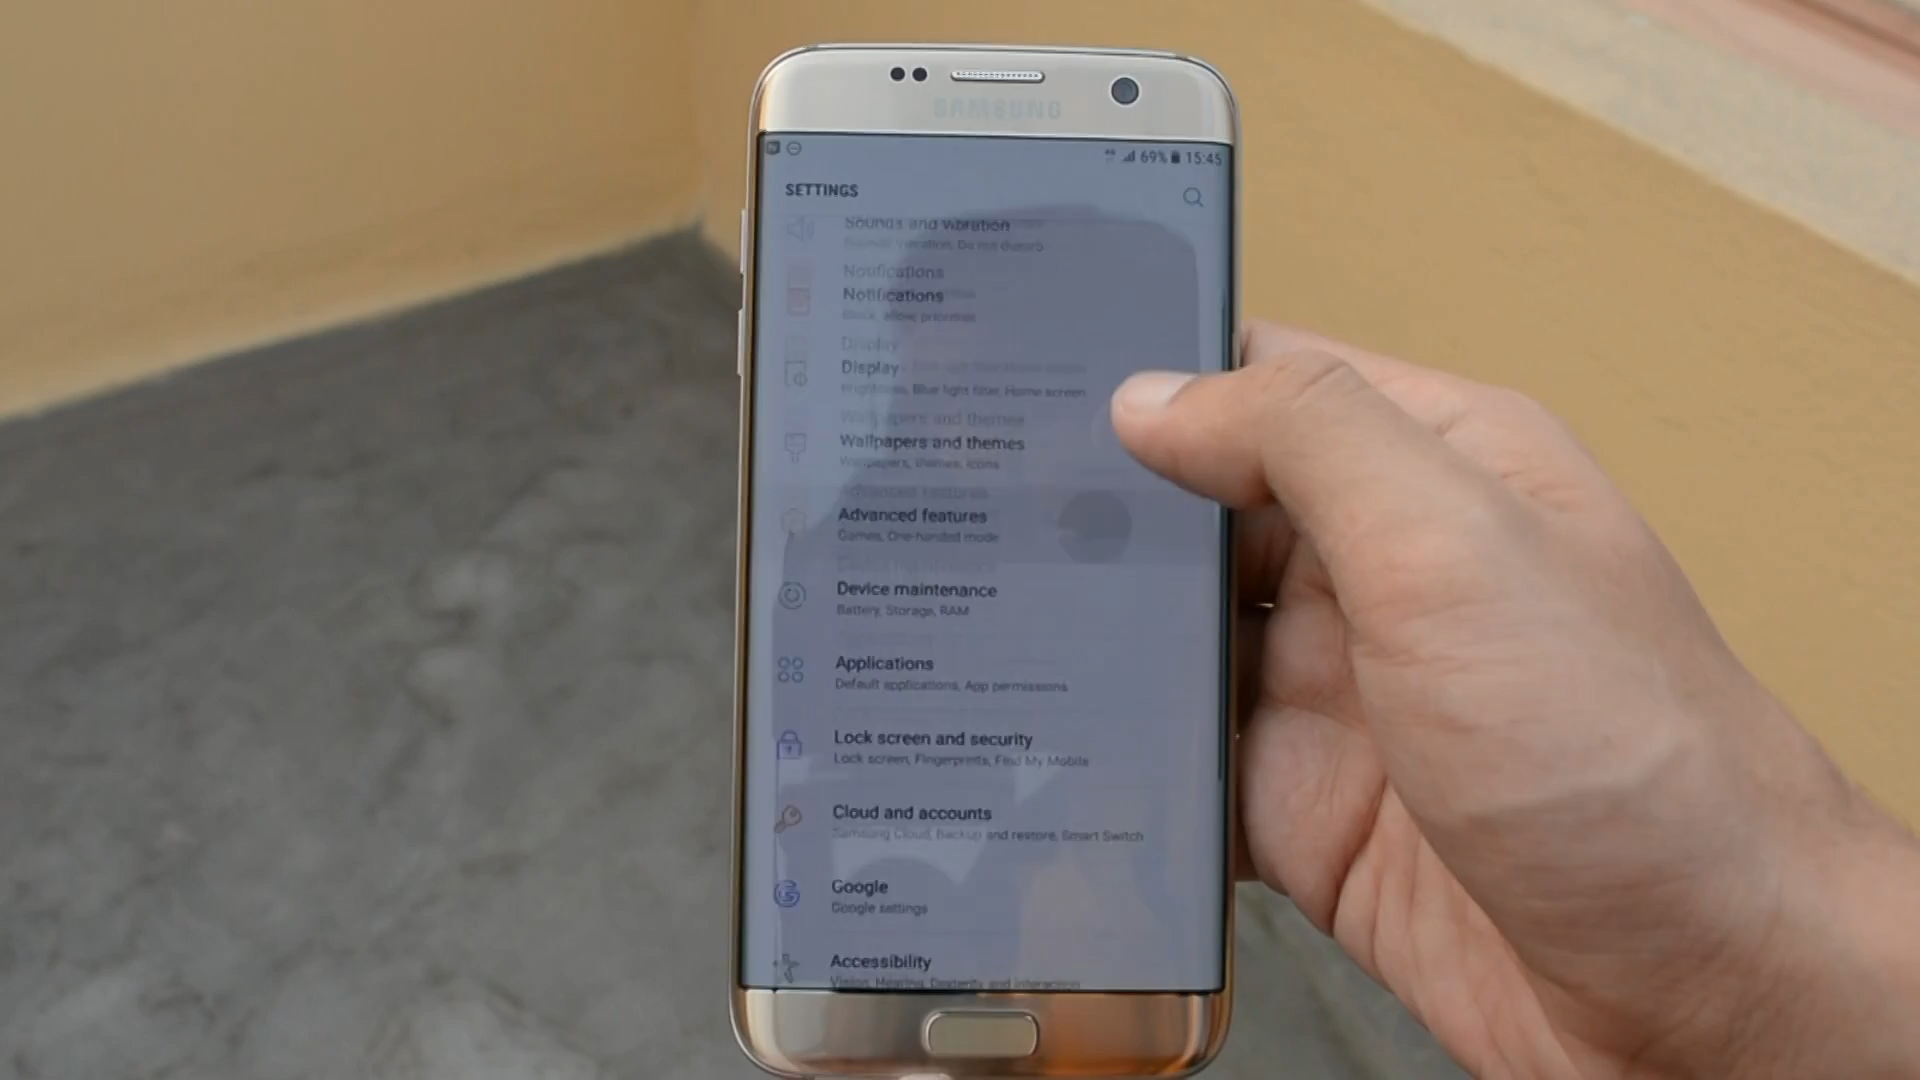 SAMSUNG
69% 15:45
SETTINGS
Sounds and vibration
Sounds, vibration, Do not disturb
Notifications
Notifications
Block, allow, prioritise
Display
Display
Brightness, Blue light filter, Home screen
Wallpapers and themes
Wallpapers and themes
Wallpapers, themes, icons
Advanced features
Advanced features
Games, One-handed mode
Device maintenance
Device maintenance
Battery, Storage, RAM
Applications
Default applications, App permissions
Lock screen and security
Lock screen, Fingerprints, Find My Mobile
Cloud and accounts
Samsung Cloud, Backup and restore, Smart Switch
Google
Google settings
Accessibility
Vision, Hearing, Dexterity and interaction